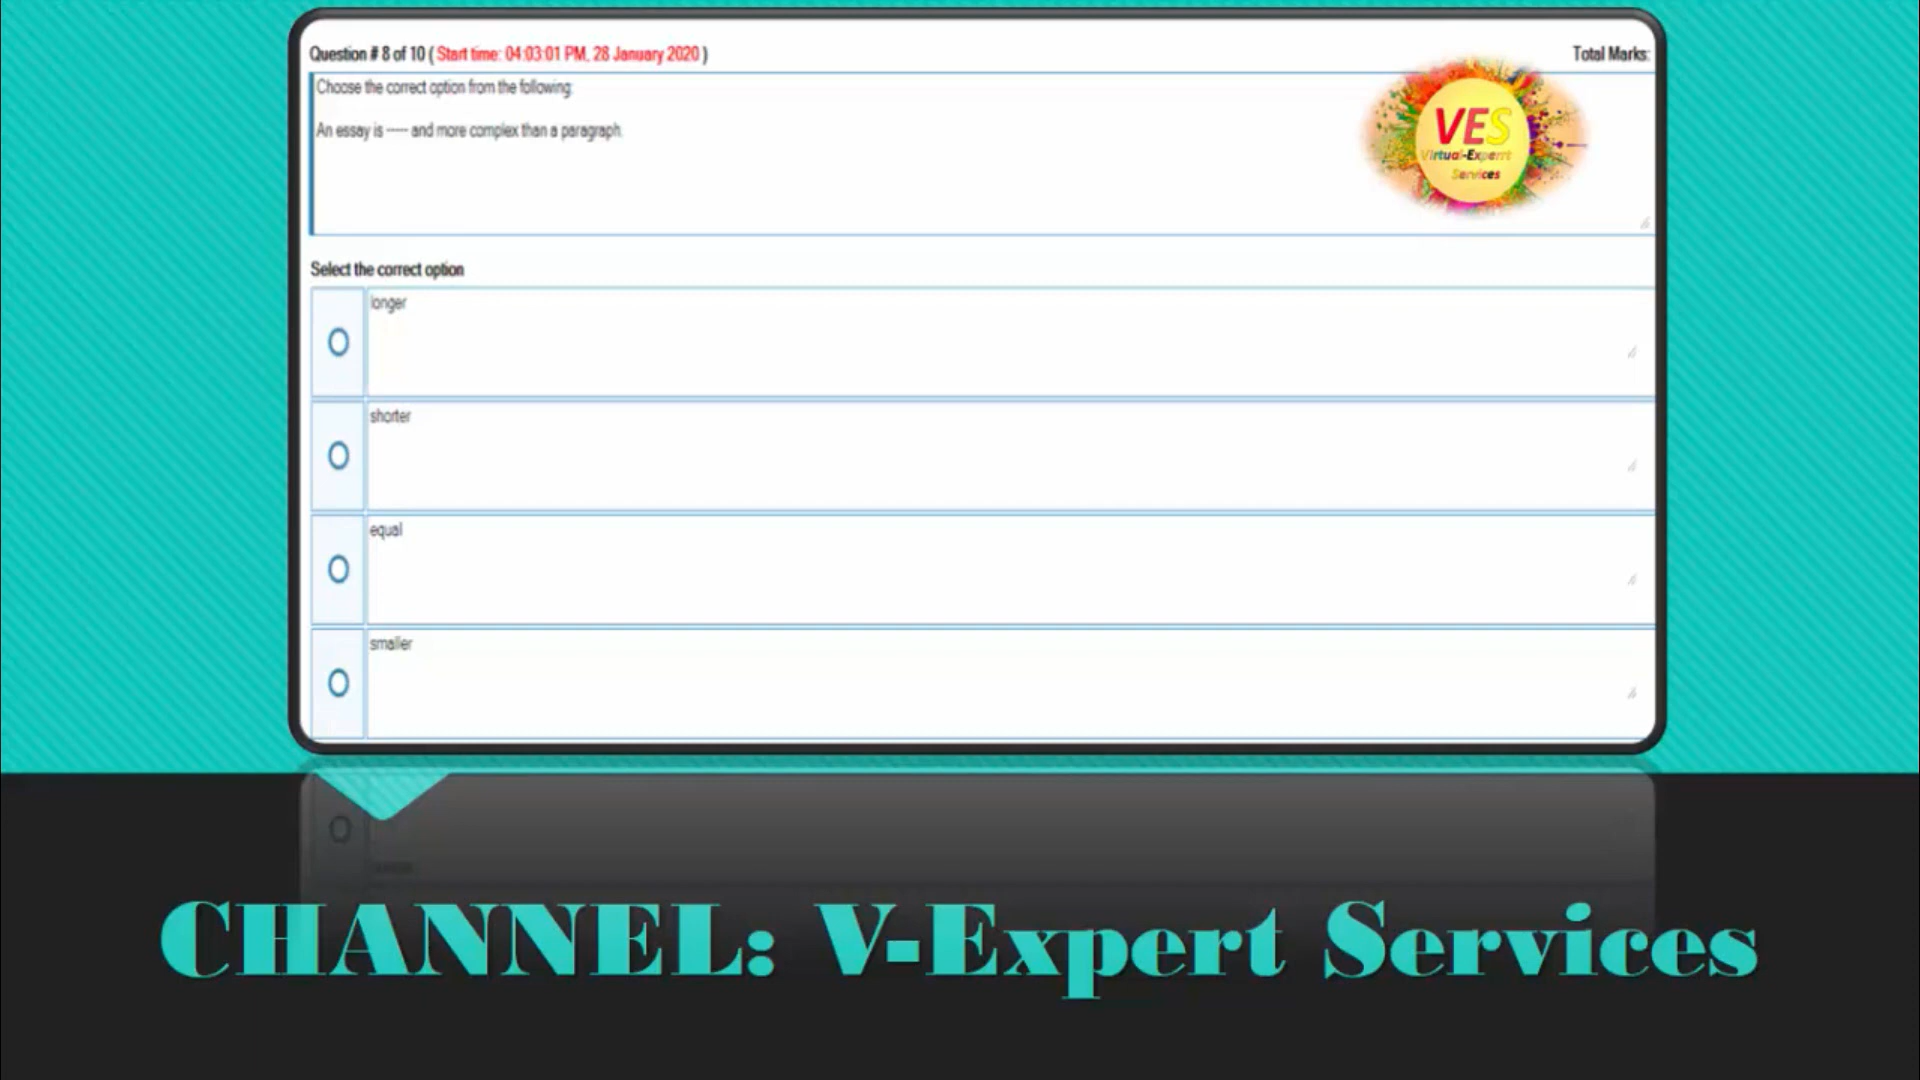 Question # 8 of 10 ( Start time: 04:03:01 PM, 28 January 2020 )
Total Marks:
Choose the correct option from the following:
An essay is ----- and more complex than a paragraph.
VES
Virtual-Expert
Services
Select the correct option
longer
shorter
equal
smaller
CHANNEL: V-Expert Services